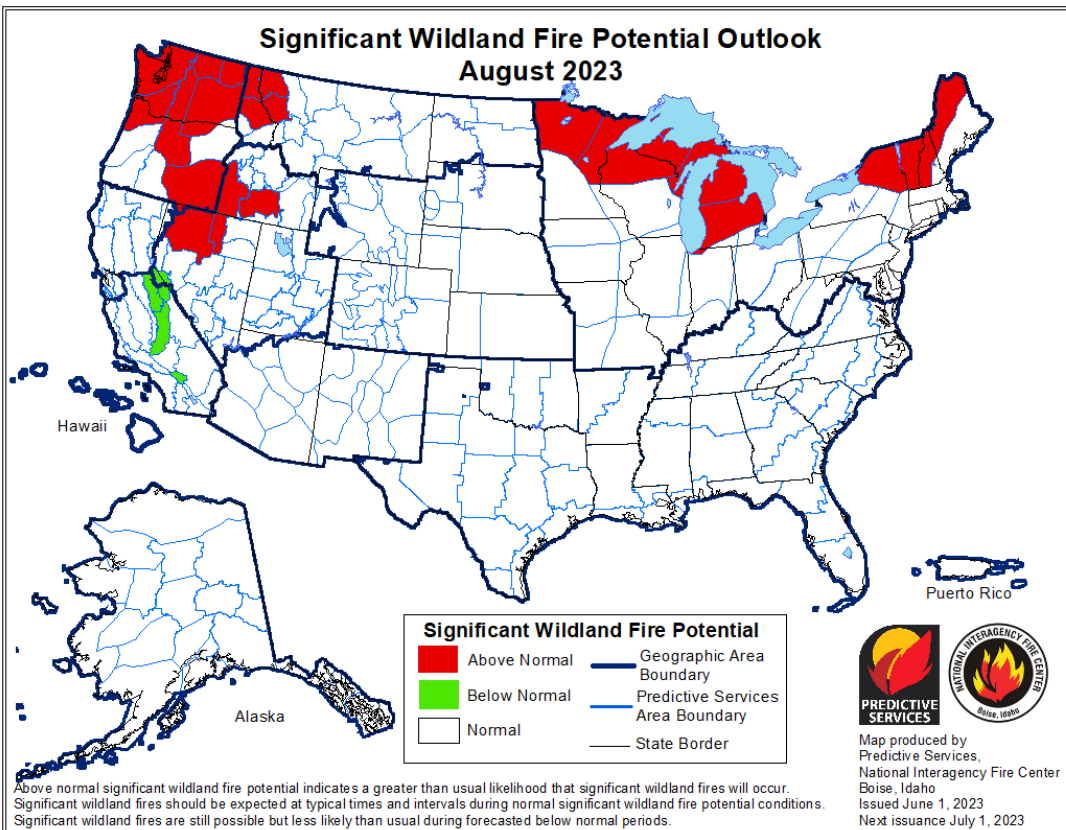 Significant Wildland Fire Potential Outlook
August 2023
Hawaii
Alaska
Puerto Rico
Significant Wildland Fire Potential
Above Normal
Below Normal
Normal
Geographic Area
Boundary
Predictive Services
Area Boundary
State Border
PREDICTIVE
SERVICES
NATIONAL INTERAGENCY FIRE CENTER
Boise, Idaho
Map produced by
Predictive Services,
National Interagency Fire Center
Boise, Idaho
Issued June 1, 2023
Next issuance July 1, 2023
Above normal significant wildland fire potential indicates a greater than usual likelihood that significant wildland fires will occur.
Significant wildland fires should be expected at typical times and intervals during normal significant wildland fire potential conditions.
Significant wildland fires are still possible but less likely than usual during forecasted below normal periods.